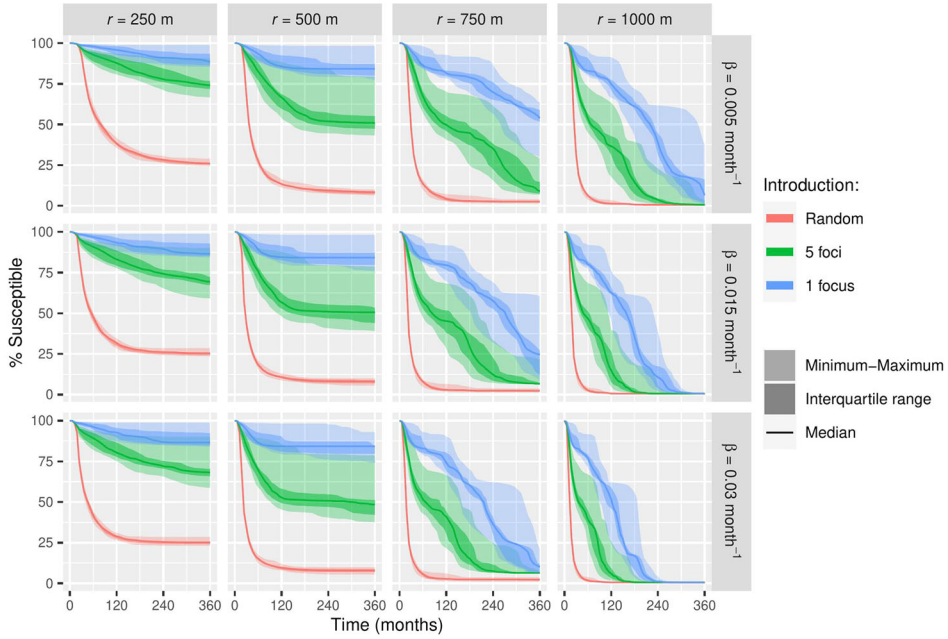 r = 250 m r = 500 m r = 750 m r = 1000 m
100
75
50
25
0
β = 0.005 month⁻¹
100
75
50
25
0
β = 0.015 month⁻¹
100
75
50
25
0
β = 0.03 month⁻¹
% Susceptible
0 120 240 360 0 120 240 360 0 120 240 360 0 120 240 360
Time (months)
Introduction:
Random
5 foci
1 focus
Minimum−Maximum
Interquartile range
Median